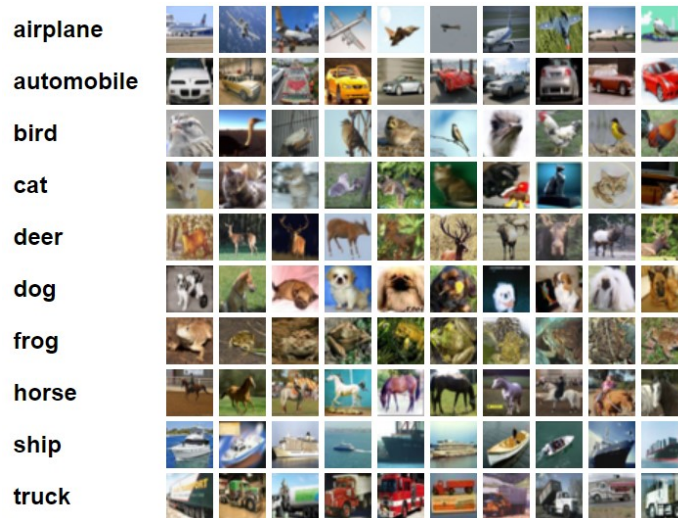 airplane
automobile
bird
cat
deer
dog
frog
horse
ship
truck